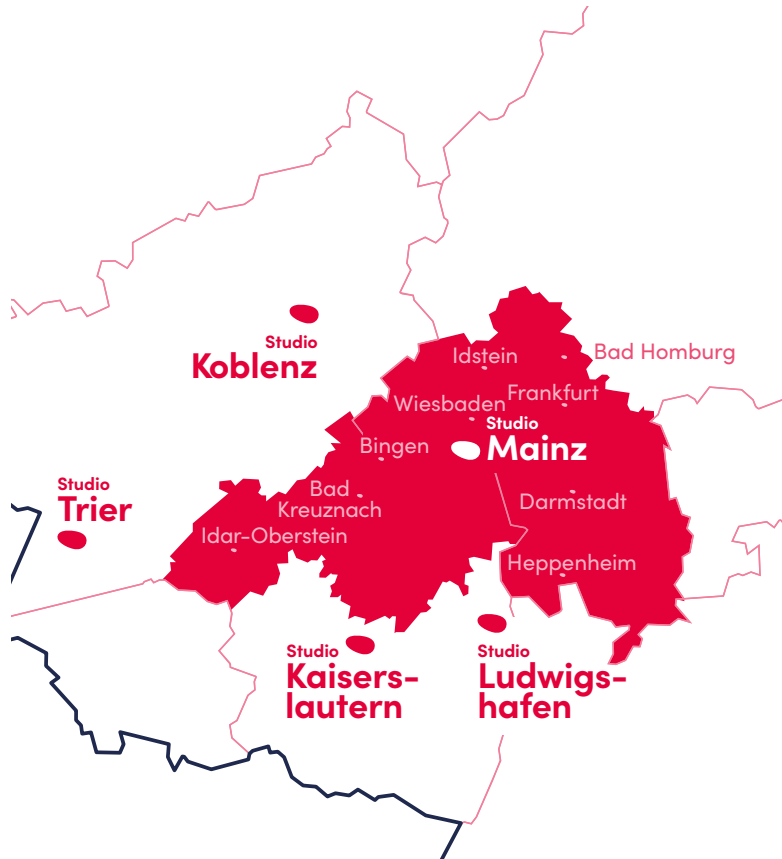 Studio
Koblenz
Idstein
Bad Homburg
Wiesbaden
Frankfurt
Studio
Mainz
Bingen
Studio
Trier
Bad
Kreuznach
Darmstadt
Idar-Oberstein
Heppenheim
Studio
Kaisers-
lautern
Studio
Ludwigs-
hafen